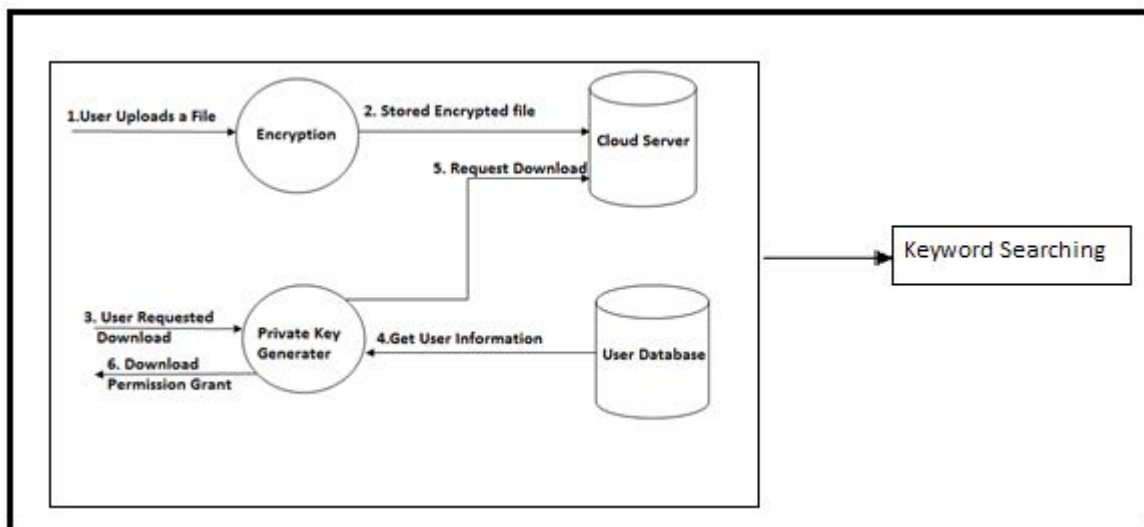 1.User Uploads a File
Encryption
2. Stored Encrypted file
Cloud Server
5. Request Download
Keyword Searching
3. User Requested
Download
Private Key
Generater
4.Get User Information
User Database
6. Download
Permission Grant